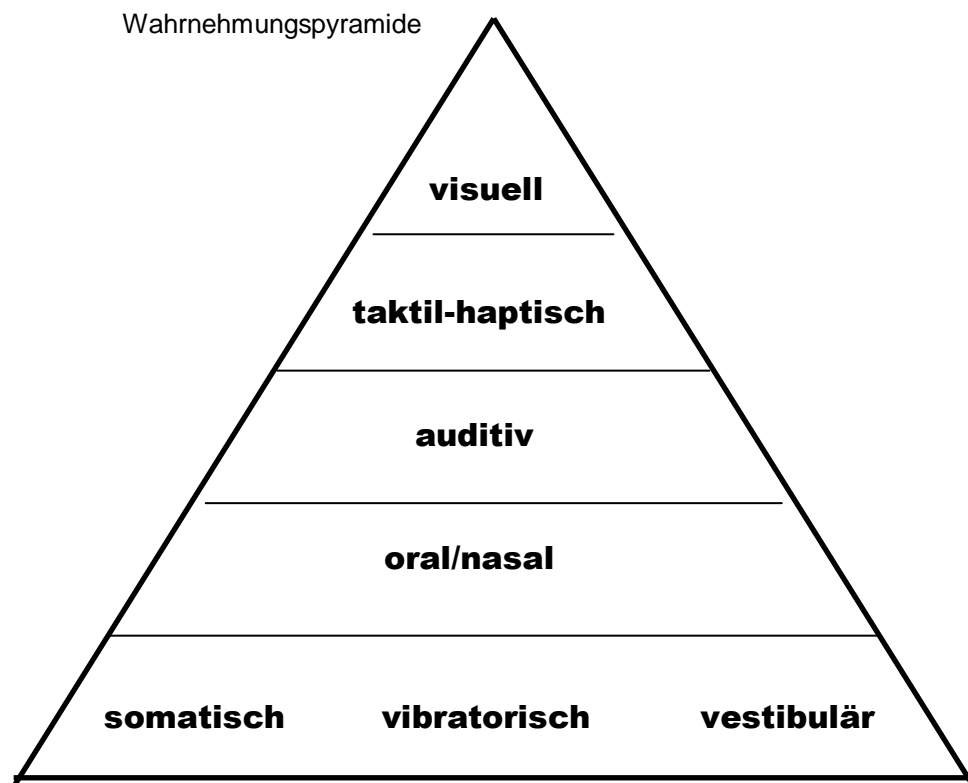 Wahrnehmungspyramide
visuell
taktil-haptisch
auditiv
oral/nasal
somatisch vibratorisch vestibulär